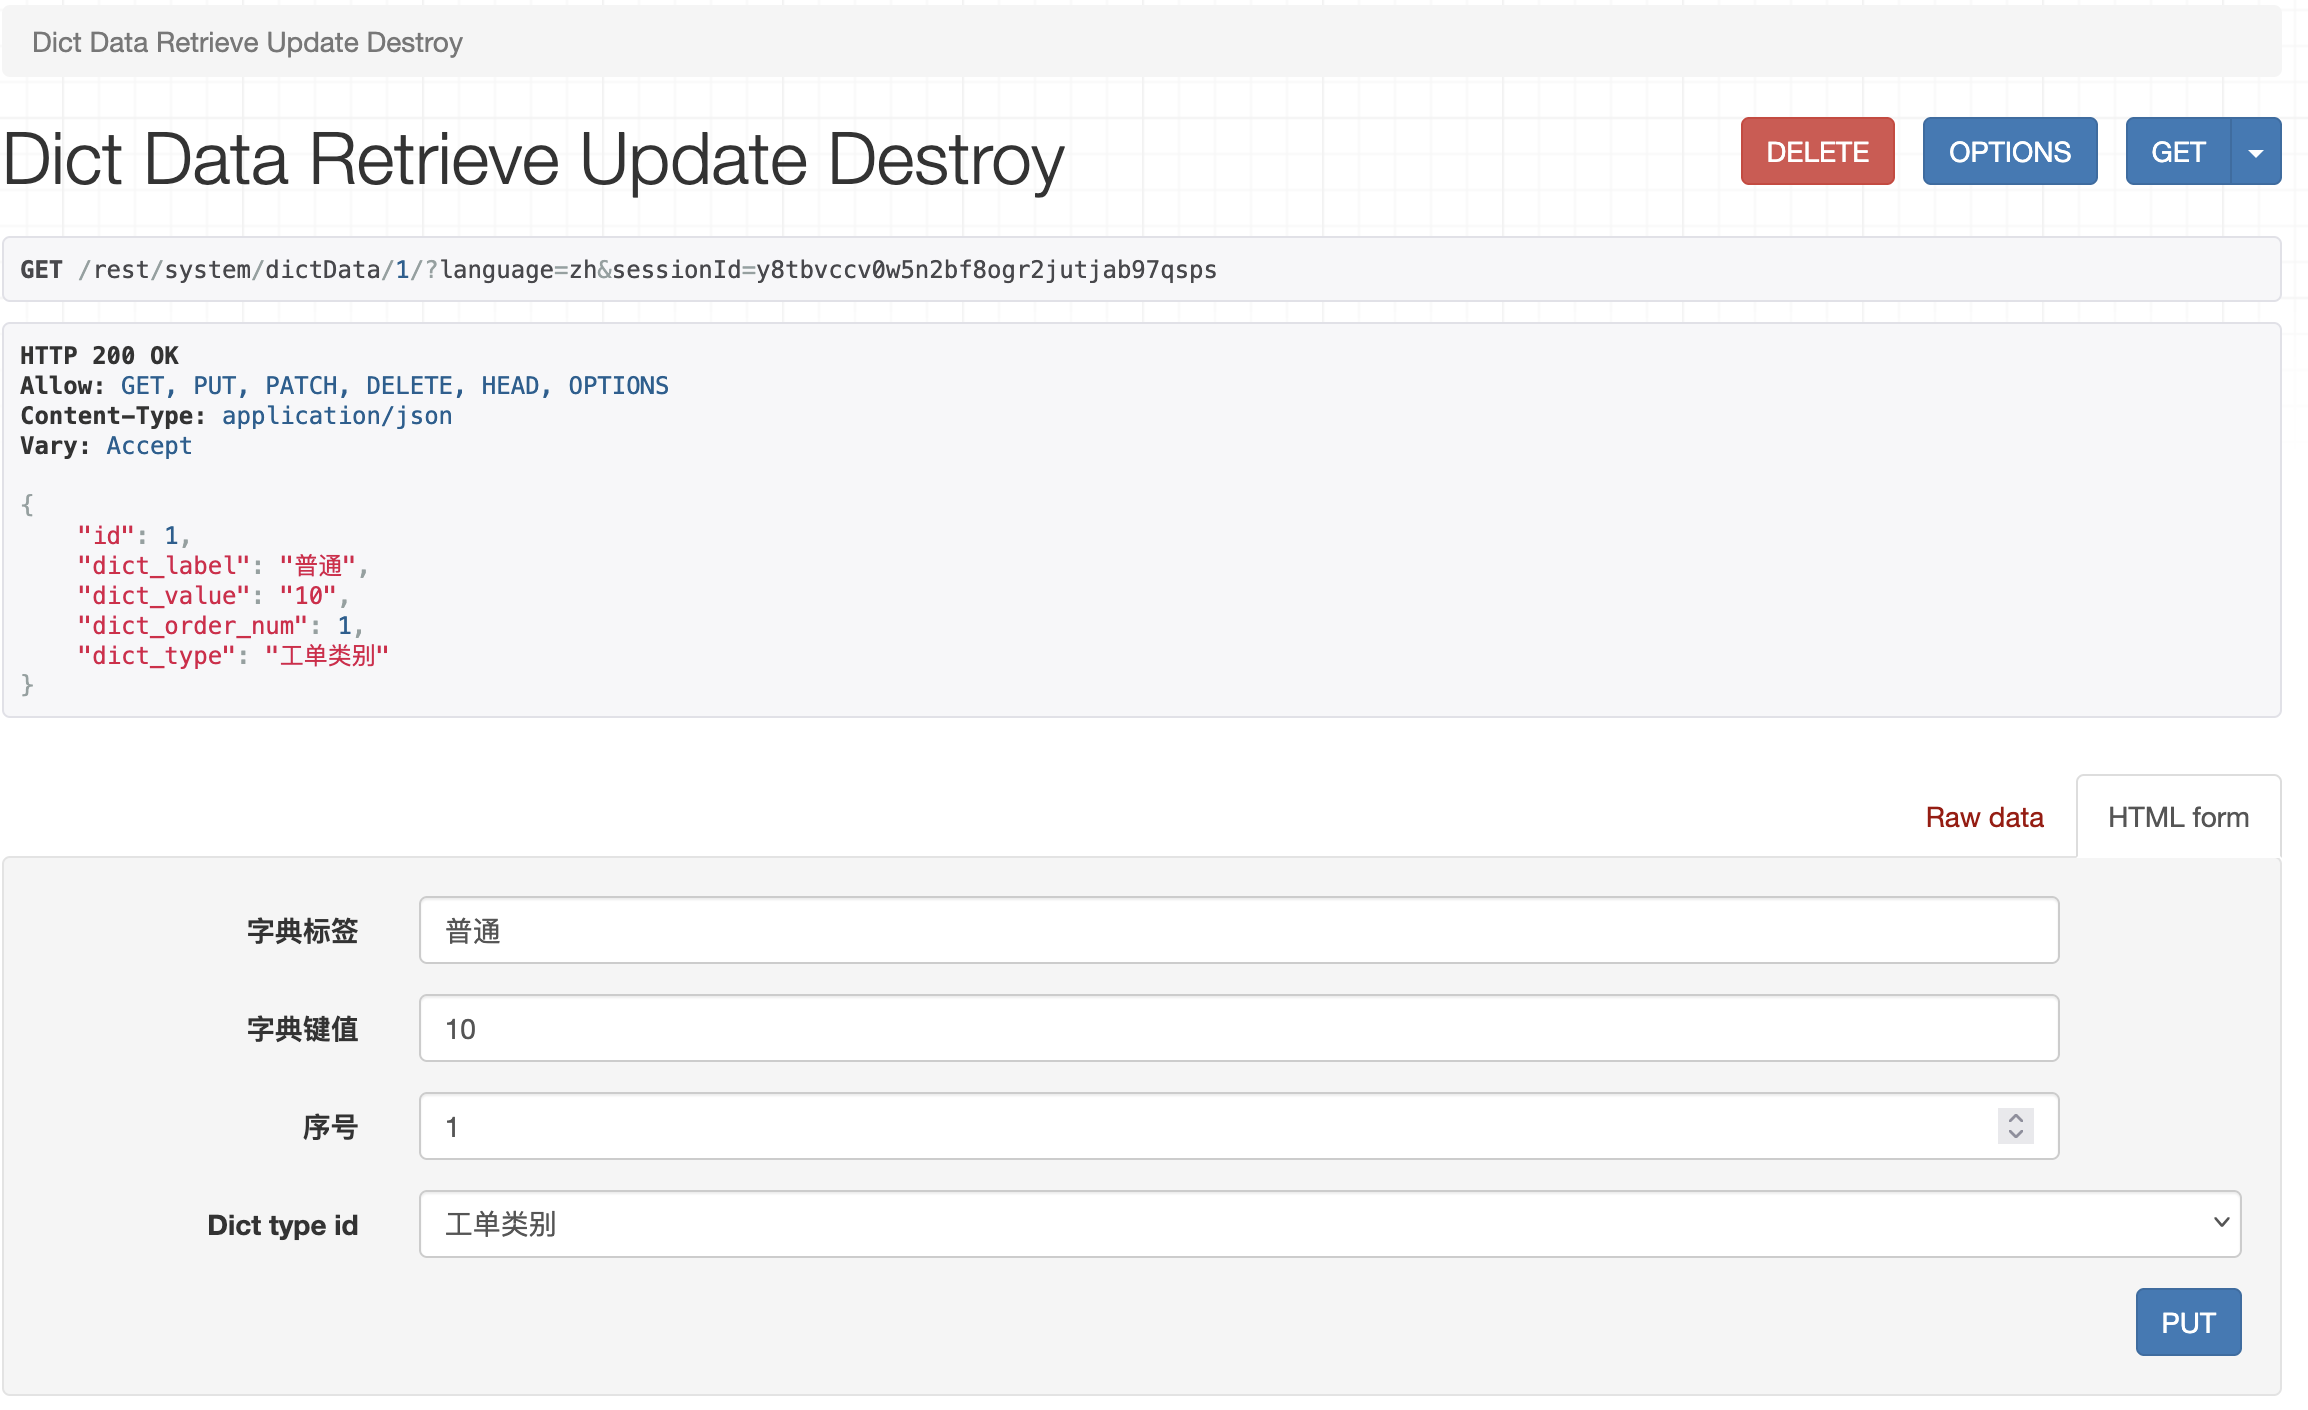 Dict Data Retrieve Update Destroy
Dict Data Retrieve Update Destroy
DELETE
OPTIONS
GET
GET /rest/system/dictData/1/?language=zh&sessionId=y8tbvccv0w5n2bf8ogr2jutjab97qsps
HTTP 200 OK
Allow: GET, PUT, PATCH, DELETE, HEAD, OPTIONS
Content-Type: application/json
Vary: Accept
{
    "id": 1,
    "dict_label": "普通",
    "dict_value": "10",
    "dict_order_num": 1,
    "dict_type": "工单类别"
}
Raw data
HTML form
字典标签 普通
字典键值 10
序号 1
Dict type id 工单类别
PUT